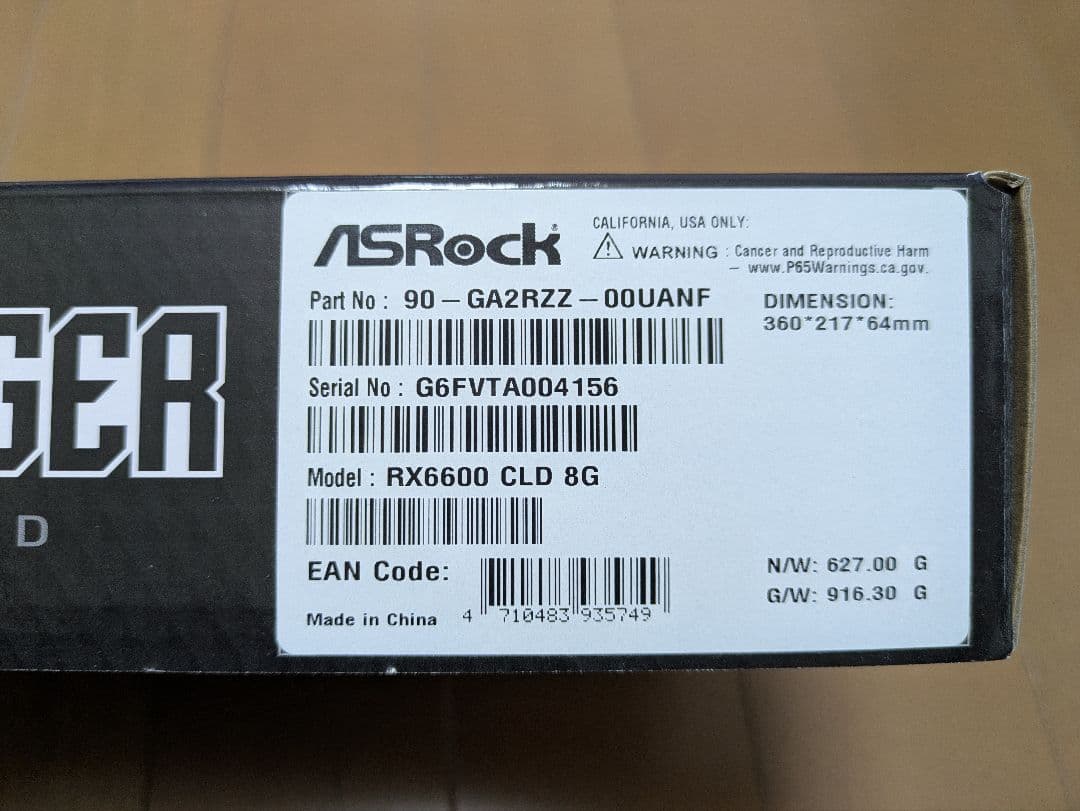 ASRock
CALIFORNIA, USA ONLY:
WARNING : Cancer and Reproductive Harm
– www.P65Warnings.ca.gov.
Part No : 90 – GA2RZZ – 00UANF
DIMENSION:
360*217*64mm
Serial No : G6FVTA004156
Model : RX6600 CLD 8G
EAN Code:
4 710483 935749
Made in China
N/W: 627.00 G
G/W: 916.30 G
GER
D